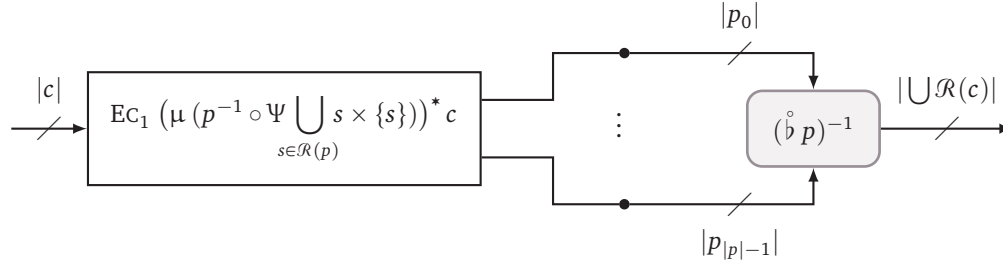 |p₀|
|c|
EC₁ (μ (p⁻¹ ∘ Ψ ⋃ s × {s}))* c
s∈ℛ(p)
⋮
(b̊ p)⁻¹
|⋃ ℛ(c)|
|p_{|p|−1}|